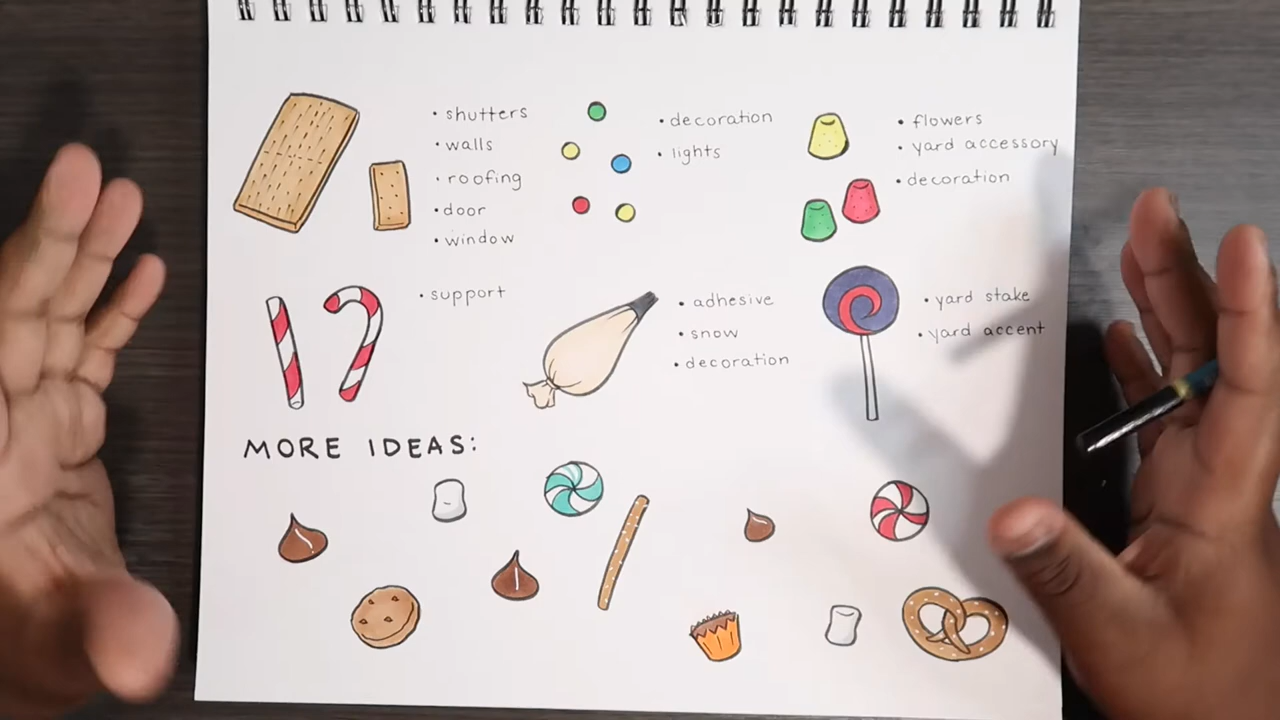 • shutters
• walls
• roofing
• door
• window
• decoration
• lights
• flowers
• yard accessory
• decoration
• support
• adhesive
• snow
• decoration
• yard stake
• yard accent
MORE IDEAS: